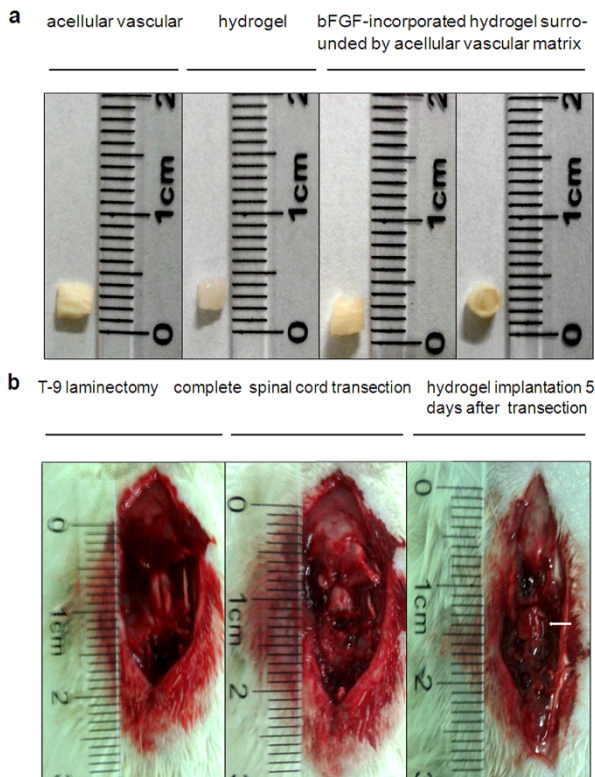 a
acellular vascular
hydrogel
bFGF-incorporated hydrogel surro-
unded by acellular vascular matrix
2
1cm
0
2
1cm
0
2
1cm
0
2
1cm
0
b
T-9 laminectomy
complete spinal cord transection
hydrogel implantation 5
days after transection
0
1cm
2
0
1cm
2
0
1cm
2